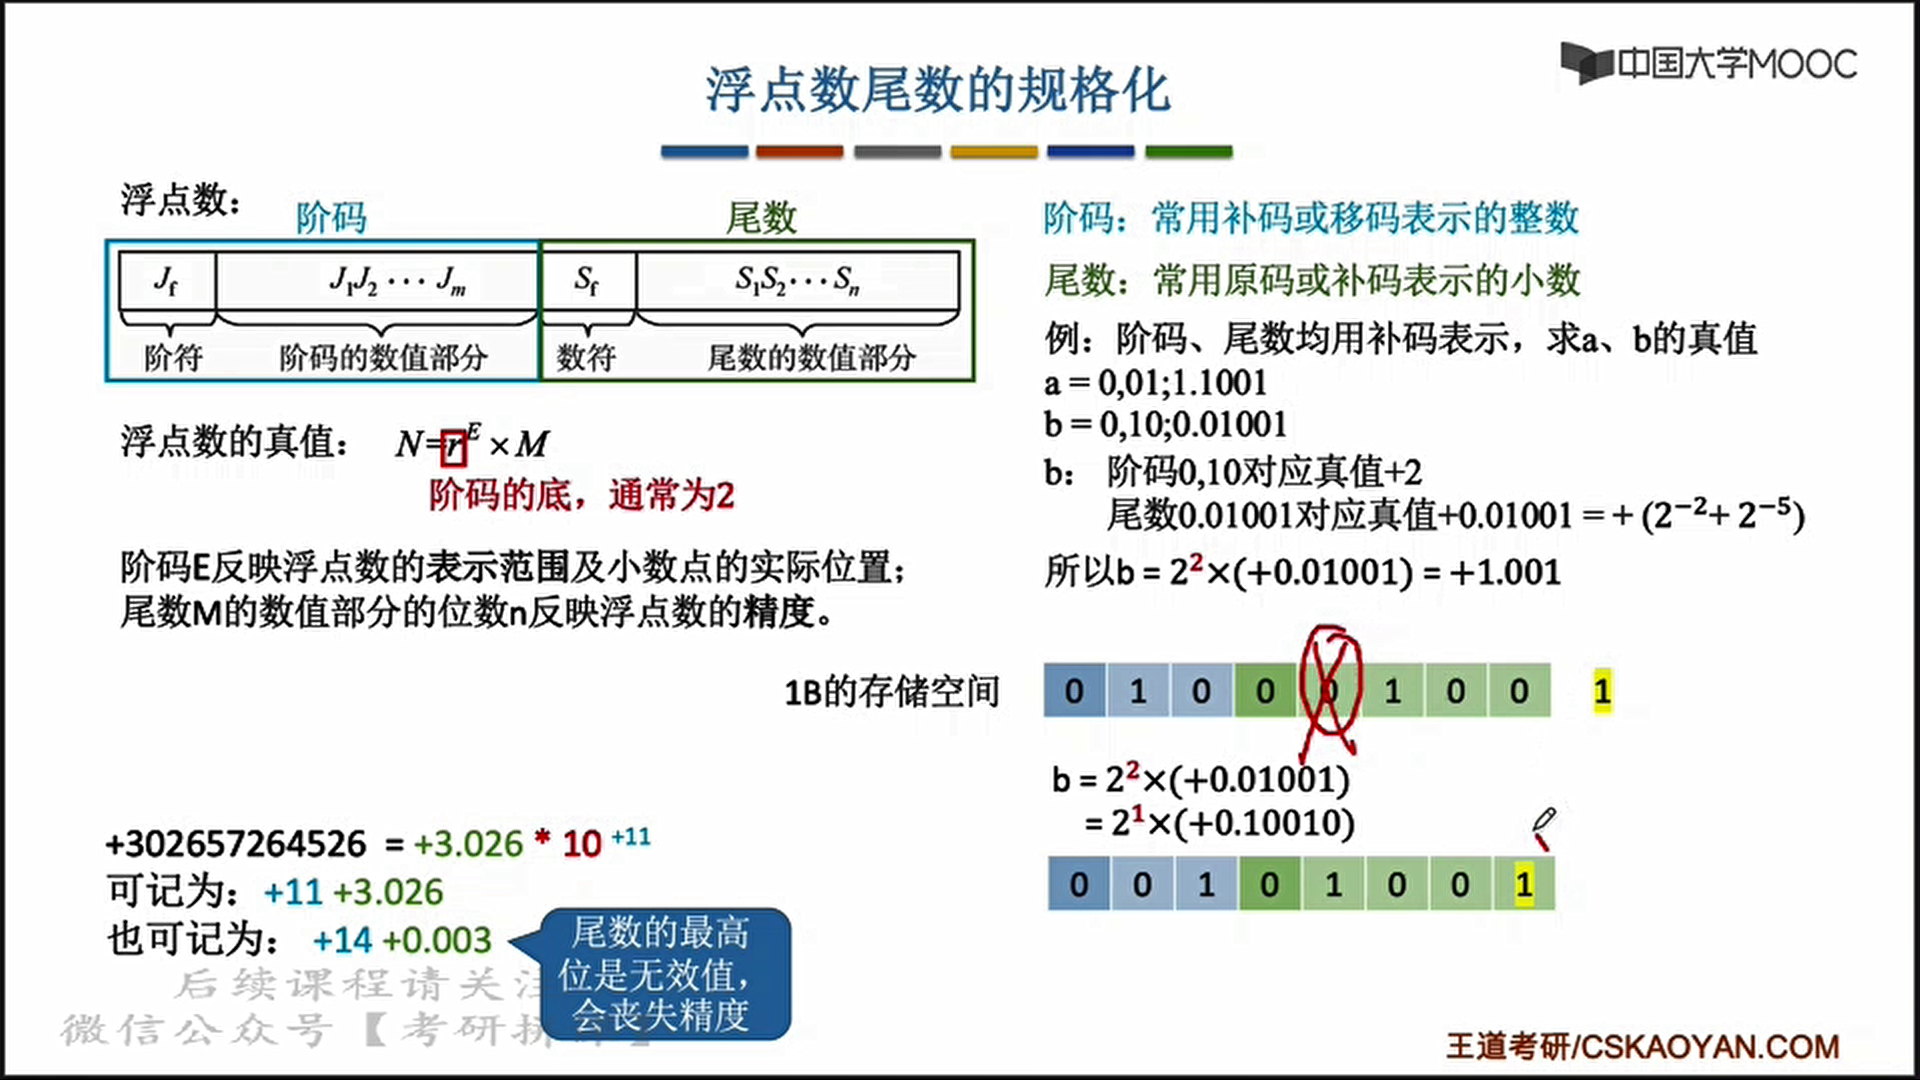 中国大学MOOC
浮点数尾数的规格化
浮点数：
阶码
尾数
J_f J_1J_2 ⋯ J_m S_f S_1S_2⋯S_n
阶符 阶码的数值部分 数符 尾数的数值部分
浮点数的真值： N=r^E × M
阶码的底，通常为2
阶码E反映浮点数的表示范围及小数点的实际位置；
尾数M的数值部分的位数n反映浮点数的精度。
阶码：常用补码或移码表示的整数
尾数：常用原码或补码表示的小数
例：阶码、尾数均用补码表示，求a、b的真值
a = 0,01;1.1001
b = 0,10;0.01001
b： 阶码0,10对应真值+2
尾数0.01001对应真值+0.01001 = + (2⁻²+ 2⁻⁵)
所以b = 2²×(+0.01001) = +1.001
1B的存储空间 0 1 0 0 0 1 0 0 1
b = 2²×(+0.01001)
= 2¹×(+0.10010)
0 0 1 0 1 0 0 1
+302657264526 = +3.026 * 10 +11
可记为：+11 +3.026
也可记为： +14 +0.003
尾数的最高
位是无效值，
会丧失精度
后续课程请关注
微信公众号【考研
王道考研/CSKAOYAN.COM